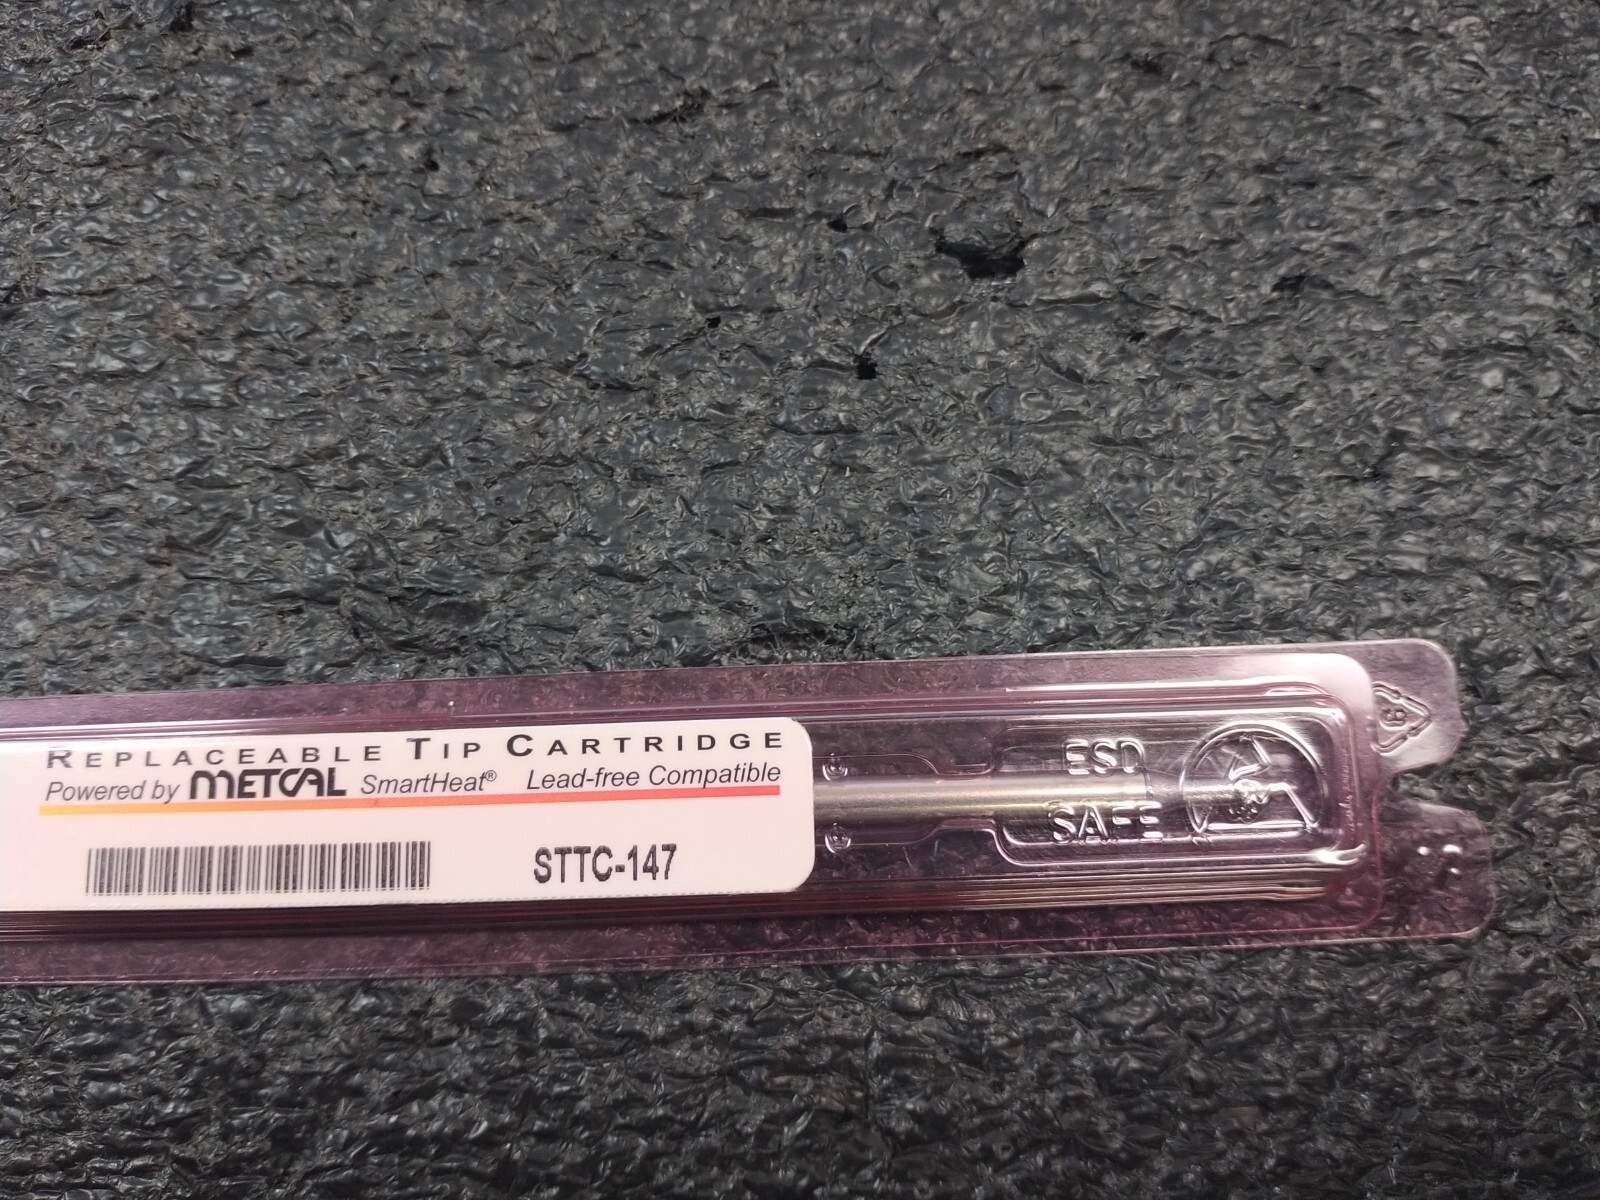 REPLACEABLE TIP CARTRIDGE
Powered by METCAL SmartHeat® Lead-free Compatible
STTC-147
ESD
SAFE